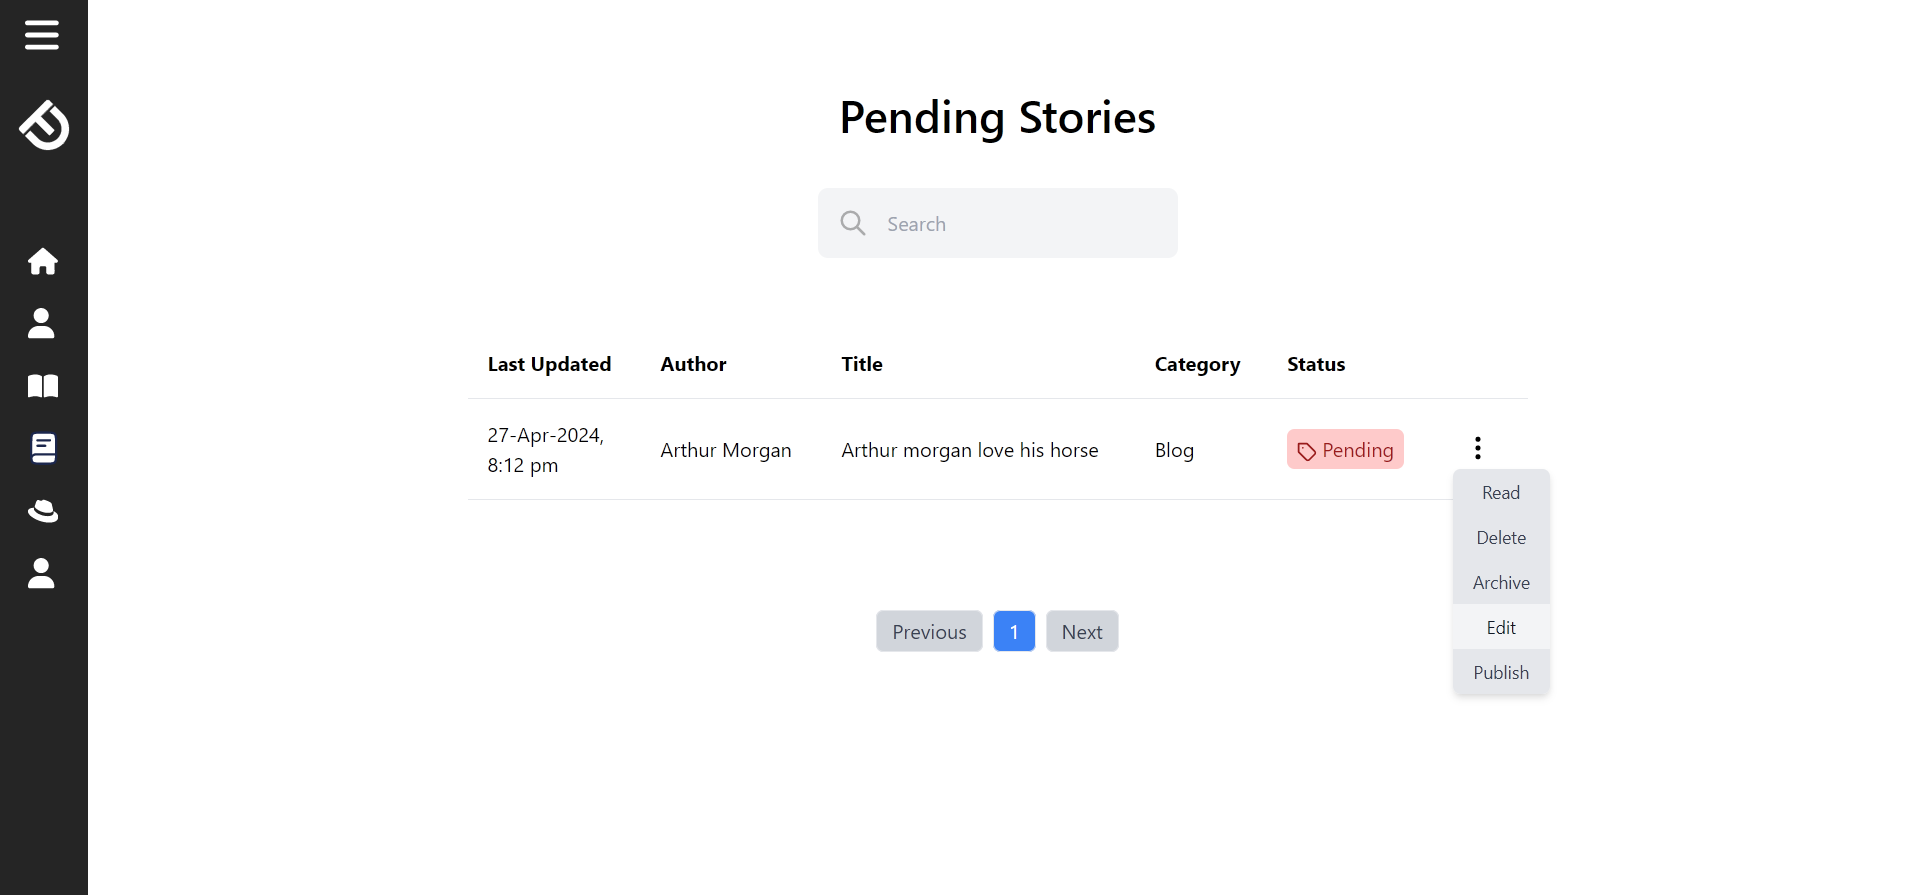 Pending Stories
Search
Last Updated Author Title Category Status
27-Apr-2024,
8:12 pm
Arthur Morgan
Arthur morgan love his horse
Blog
Pending
Read
Delete
Archive
Edit
Publish
Previous 1 Next